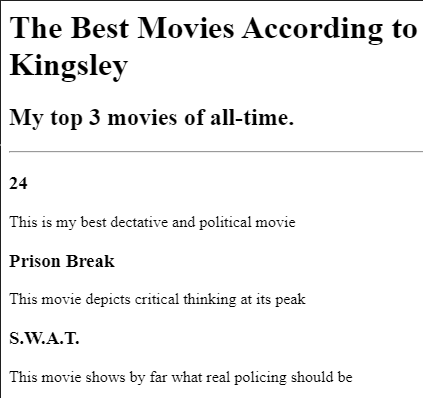 The Best Movies According to
Kingsley
My top 3 movies of all-time.
24
This is my best dectative and political movie
Prison Break
This movie depicts critical thinking at its peak
S.W.A.T.
This movie shows by far what real policing should be